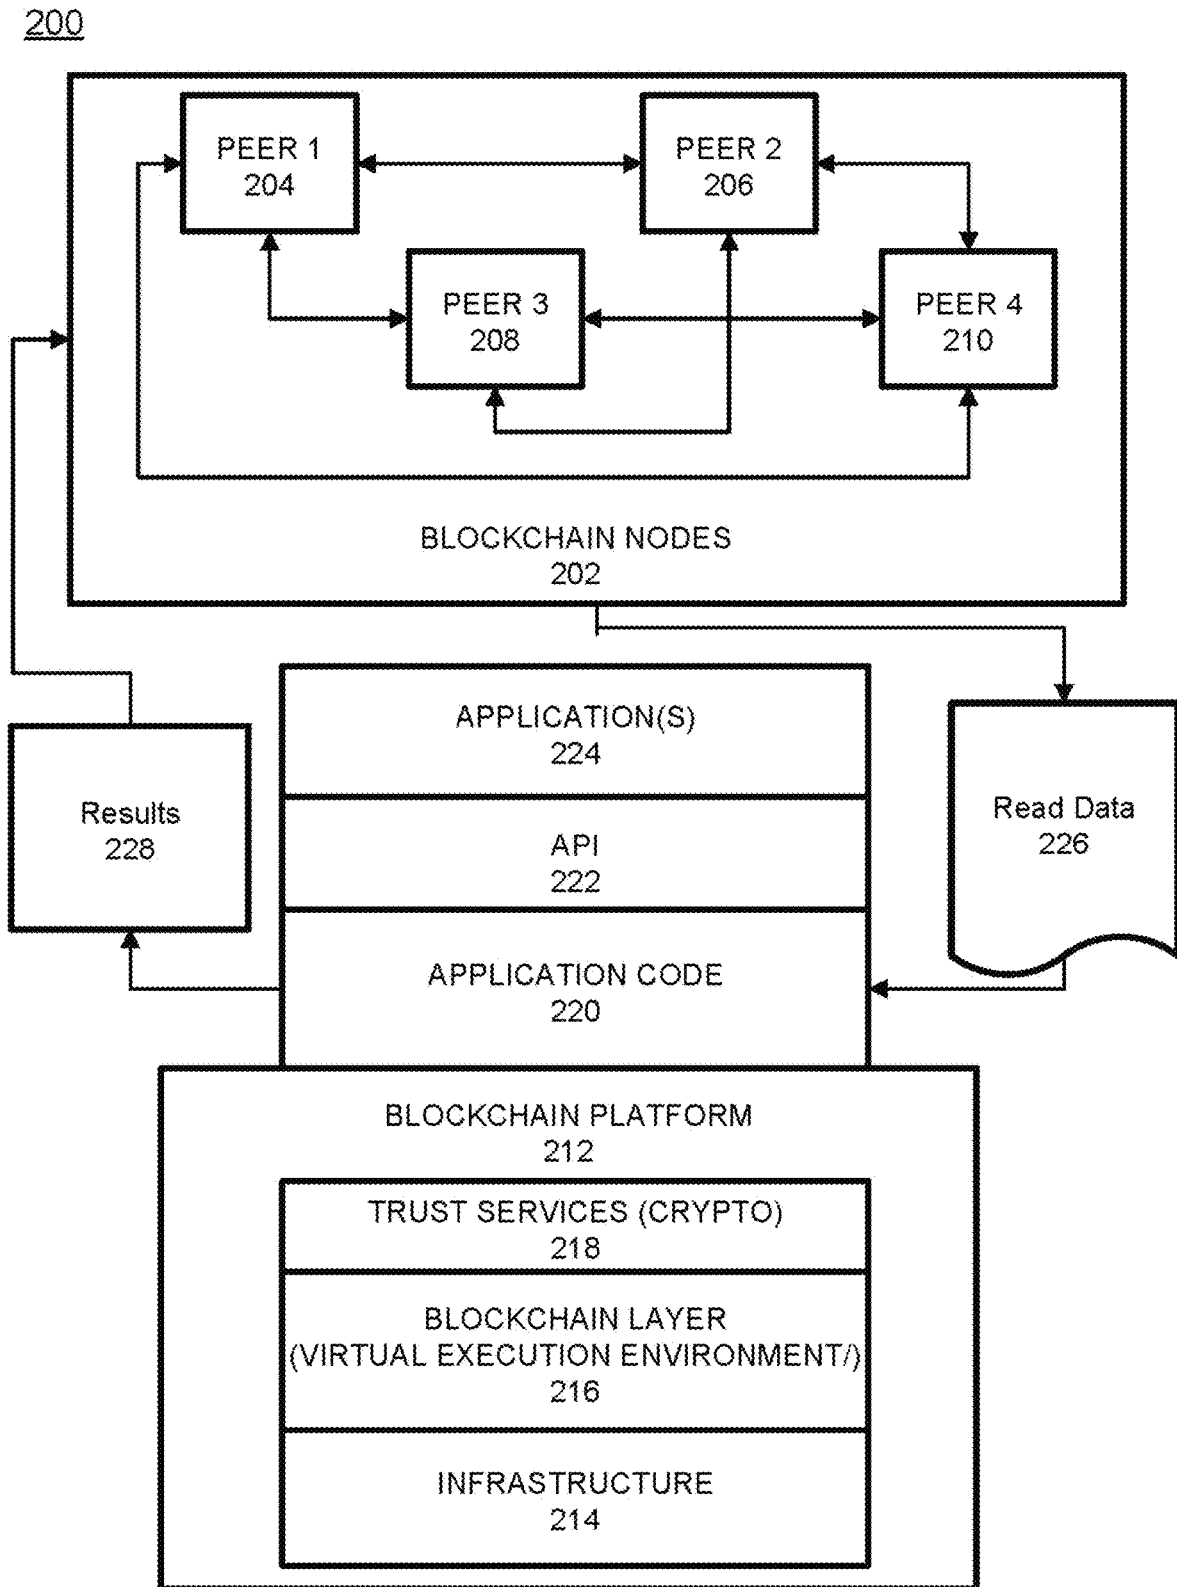 200
PEER 1
204
PEER 2
206
PEER 3
208
PEER 4
210
BLOCKCHAIN NODES
202
APPLICATION(S)
224
Results
228
Read Data
226
API
222
APPLICATION CODE
220
BLOCKCHAIN PLATFORM
212
TRUST SERVICES (CRYPTO)
218
BLOCKCHAIN LAYER
(VIRTUAL EXECUTION ENVIRONMENT/)
216
INFRASTRUCTURE
214